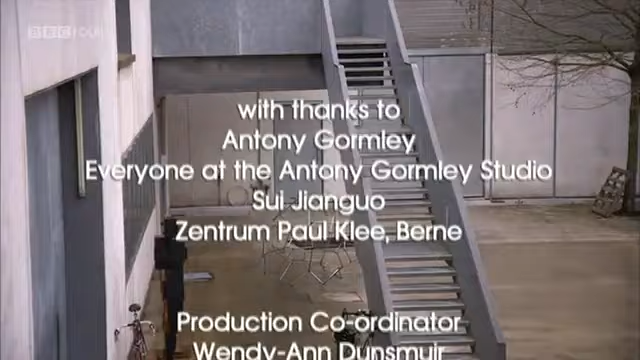 BBC FOUR
with thanks to
Antony Gormley
Everyone at the Antony Gormley Studio
Sui Jianguo
Zentrum Paul Klee, Berne
Production Co-ordinator
Wendy-Ann Dunsmuir